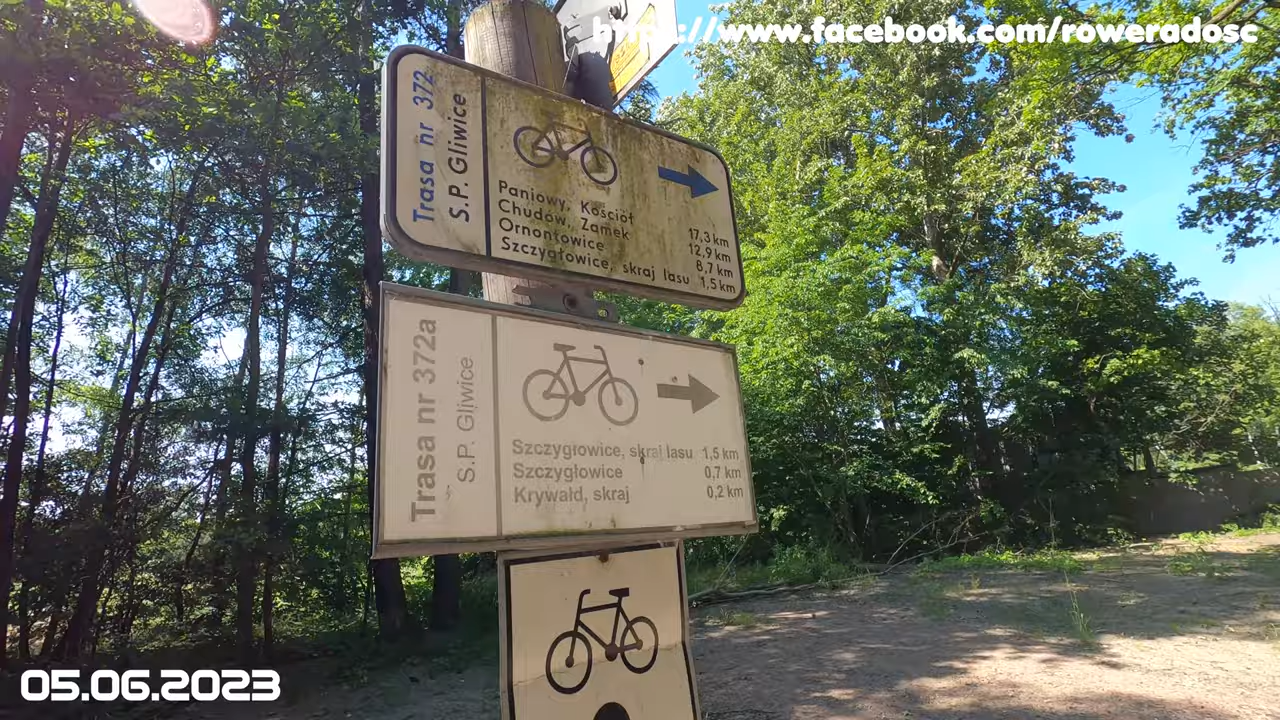 http://www.facebook.com/roweradosc
Trasa nr 372
S.P. Gliwice
Paniowy, Kościół 17,3 km
Chudów, Zamek 12,9 km
Ornontowice 8,7 km
Szczygłowice, skraj lasu 1,5 km
Trasa nr 372a
S.P. Gliwice
Szczygłowice, skraj lasu 1,5 km
Szczygłowice 0,7 km
Krywałd, skraj 0,2 km
05.06.2023